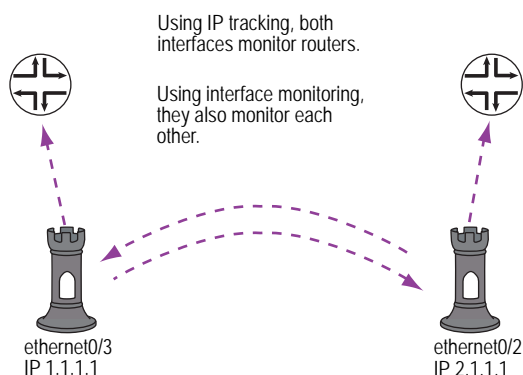 Using IP tracking, both
interfaces monitor routers.
Using interface monitoring,
they also monitor each
other.
ethernet0/3
IP 1.1.1.1
ethernet0/2
IP 2.1.1.1